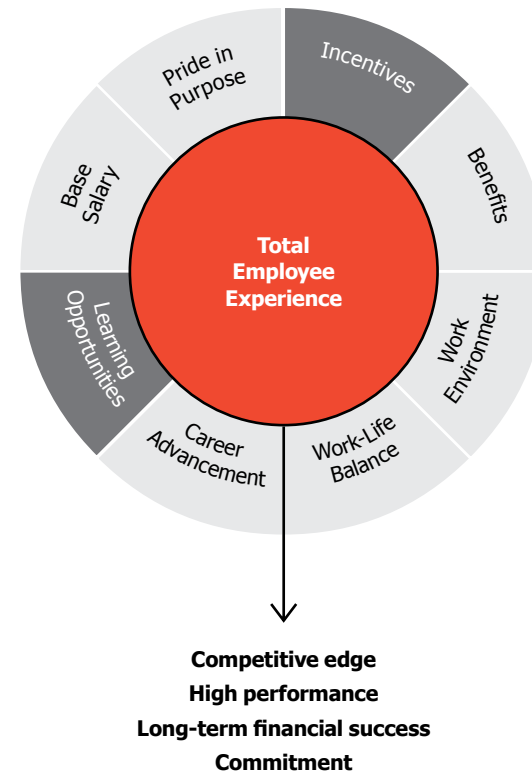 Pride in
Purpose
Incentives
Benefits
Work
Environment
Work-Life
Balance
Career
Advancement
Learning
Opportunities
Base
Salary
Total
Employee
Experience
Competitive edge
High performance
Long-term financial success
Commitment